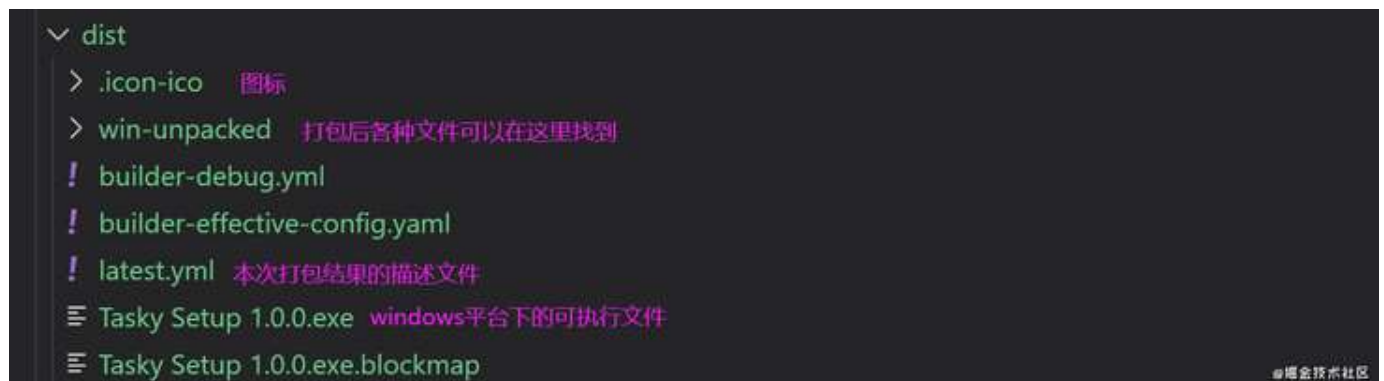 dist
.icon-ico 图标
win-unpacked 打包后各种文件可以在这里找到
! builder-debug.yml
! builder-effective-config.yaml
! latest.yml 本次打包结果的描述文件
Tasky Setup 1.0.0.exe windows平台下的可执行文件
Tasky Setup 1.0.0.exe.blockmap
@掘金技术社区